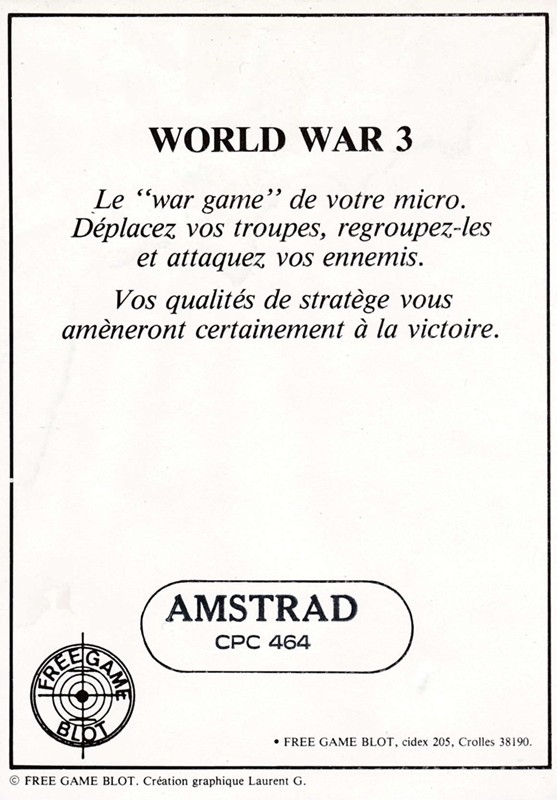 WORLD WAR 3
Le “war game” de votre micro.
Déplacez vos troupes, regroupez-les
et attaquez vos ennemis.
Vos qualités de stratège vous
amèneront certainement à la victoire.
AMSTRAD
CPC 464
FREE GAME
BLOT
• FREE GAME BLOT, cidex 205, Crolles 38190.
© FREE GAME BLOT. Création graphique Laurent G.